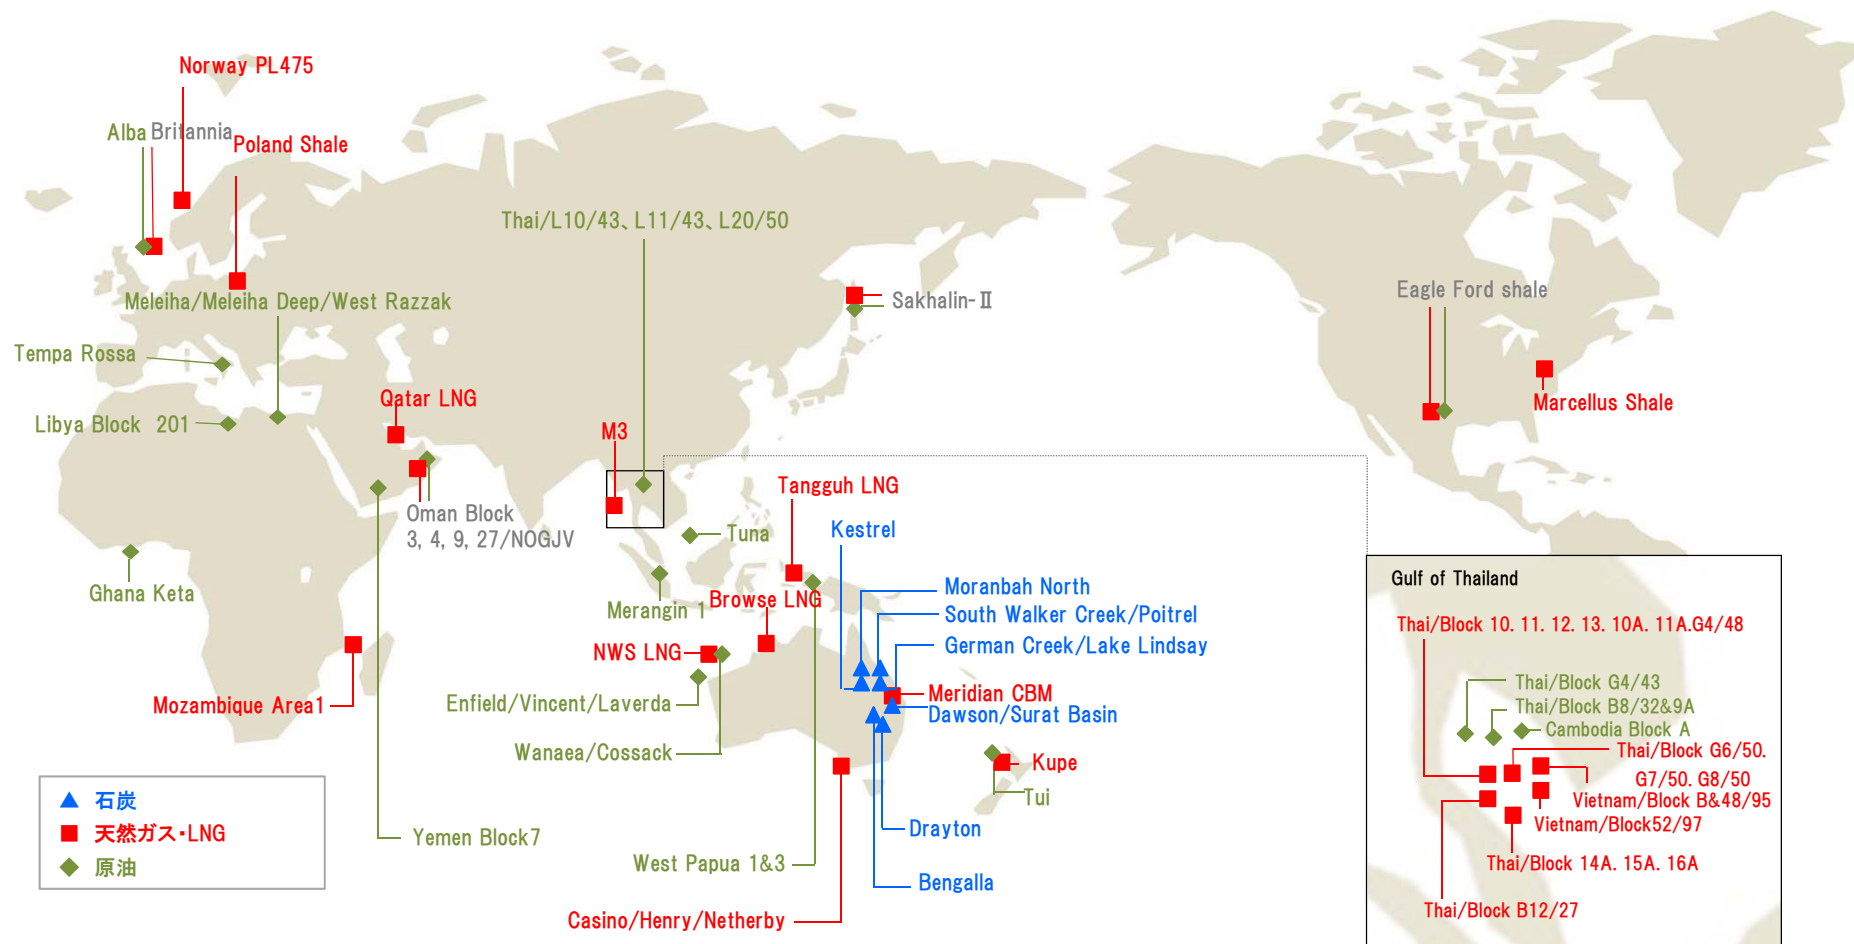 Norway PL475
Alba
Britannia
Poland Shale
Thai/L10/43、L11/43、L20/50
Meleiha/Meleiha Deep/West Razzak
Sakhalin-Ⅱ
Eagle Ford shale
Tempa Rossa
Qatar LNG
Marcellus Shale
Libya Block 201
M3
Tangguh LNG
Oman Block
3, 4, 9, 27/NOGJV
Tuna
Kestrel
Ghana Keta
Merangin 1
Browse LNG
Moranbah North
South Walker Creek/Poitrel
German Creek/Lake Lindsay
NWS LNG
Mozambique Area1
Enfield/Vincent/Laverda
Meridian CBM
Dawson/Surat Basin
Wanaea/Cossack
Kupe
Tui
Yemen Block7
Drayton
West Papua 1&3
Bengalla
Casino/Henry/Netherby
石炭
天然ガス・LNG
原油
Gulf of Thailand
Thai/Block 10. 11. 12. 13. 10A. 11A.G4/48
Thai/Block G4/43
Thai/Block B8/32&9A
Cambodia Block A
Thai/Block G6/50.
G7/50. G8/50
Vietnam/Block B&48/95
Vietnam/Block52/97
Thai/Block 14A. 15A. 16A
Thai/Block B12/27